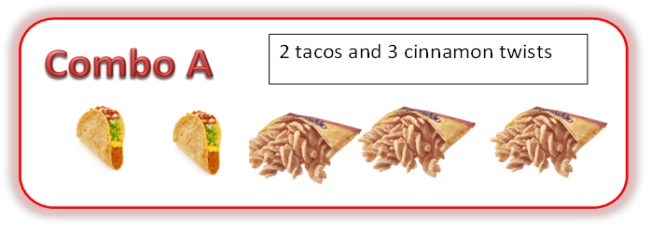 Combo A
2 tacos and 3 cinnamon twists